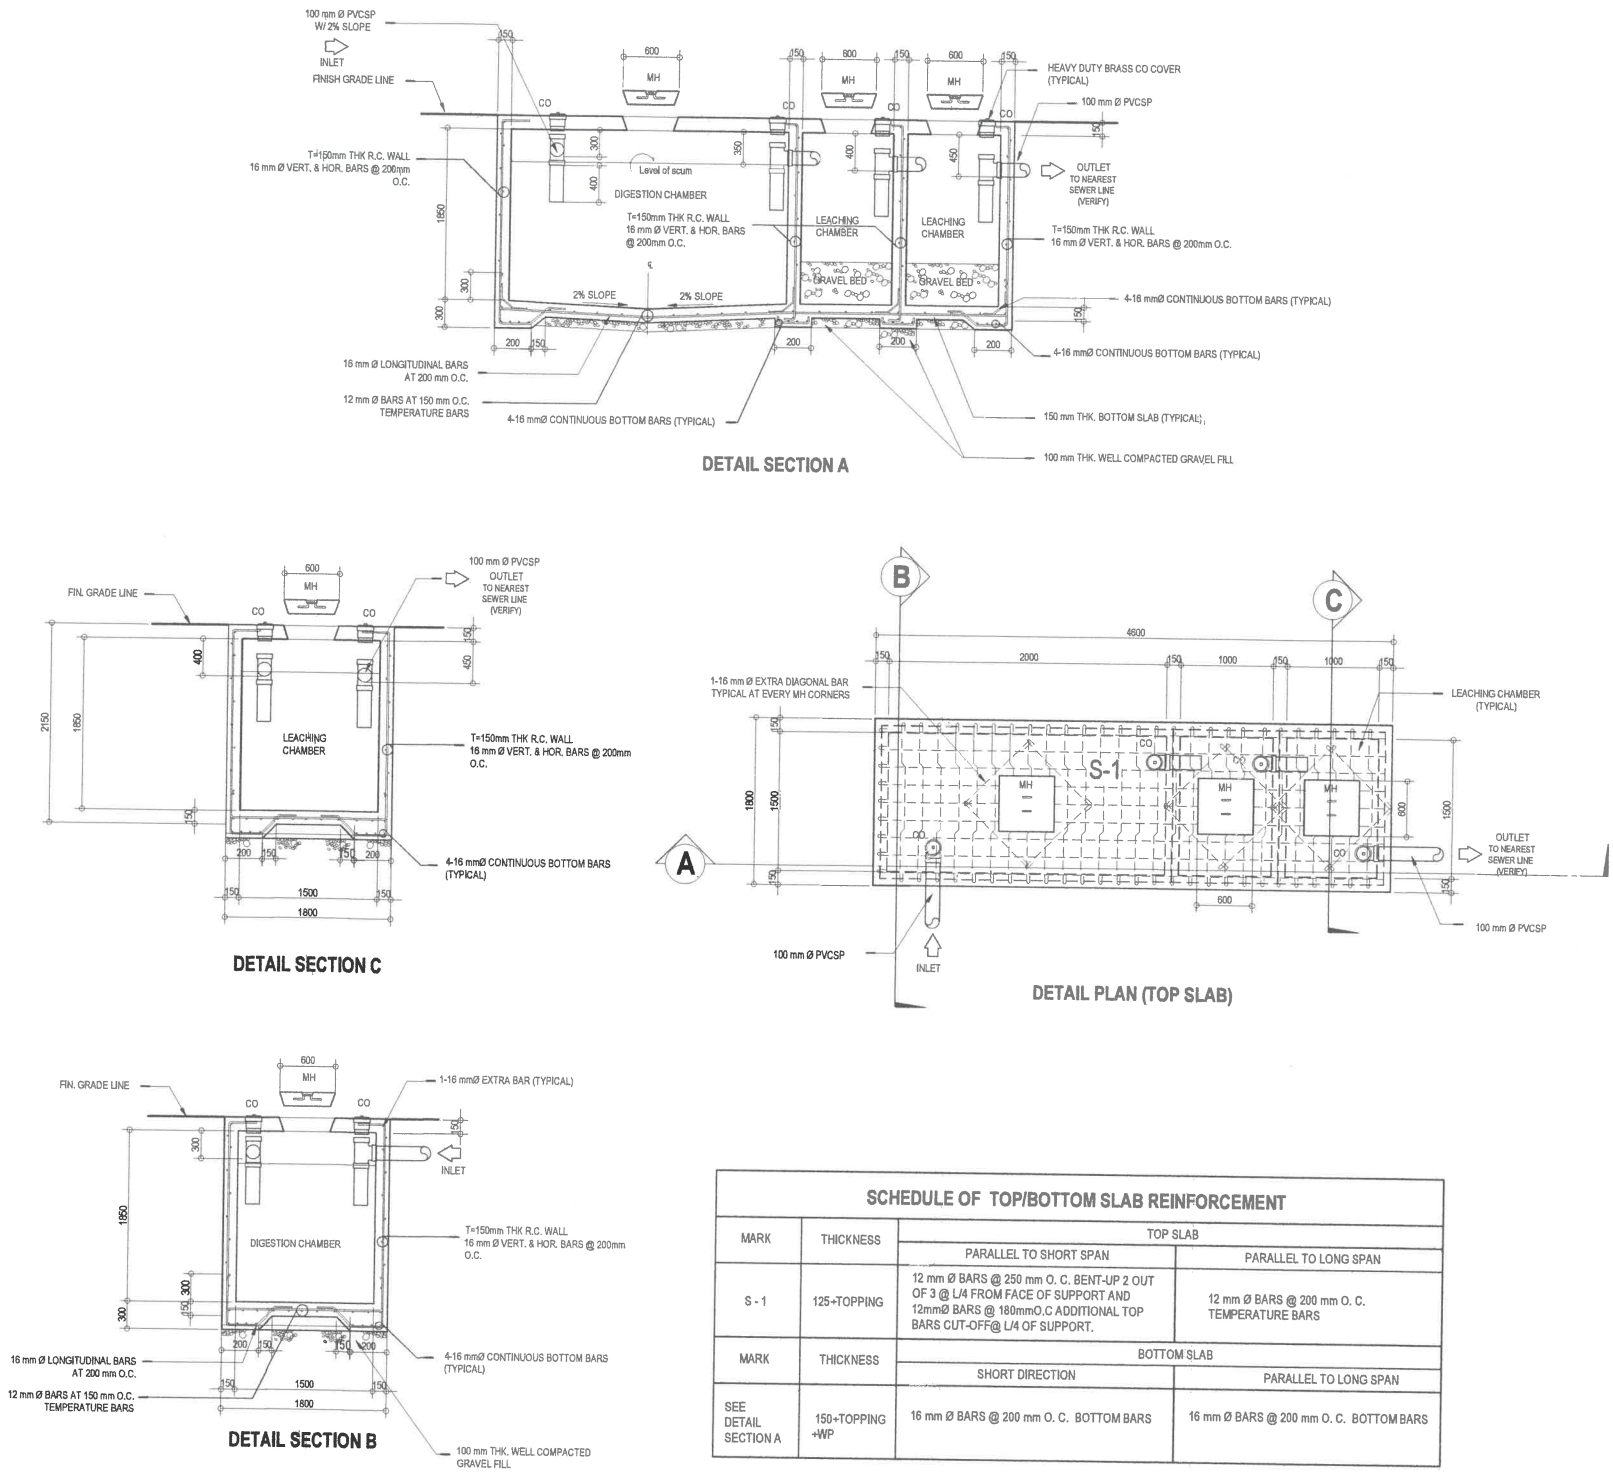 100 mm Ø PVCSP
W/ 2% SLOPE
INLET
FINISH GRADE LINE
150
600
MH
150
600
MH
150
600
MH
150
HEAVY DUTY BRASS CO COVER
(TYPICAL)
100 mm Ø PVCSP
CO
CO
CO
CO
150
T=150mm THK R.C. WALL
16 mm Ø VERT. & HOR. BARS @ 200mm
O.C.
300
400
350
400
450
Level of scum
DIGESTION CHAMBER
OUTLET
TO NEAREST
SEWER LINE
(VERIFY)
1850
T=150mm THK R.C. WALL
16 mm Ø VERT. & HOR. BARS
@ 200mm O.C.
LEACHING
CHAMBER
LEACHING
CHAMBER
T=150mm THK R.C. WALL
16 mm Ø VERT. & HOR. BARS @ 200mm O.C.
GRAVEL BED
GRAVEL BED
300
2% SLOPE
2% SLOPE
4-16 mmØ CONTINUOUS BOTTOM BARS (TYPICAL)
300
150
200
150
200
200
200
4-16 mmØ CONTINUOUS BOTTOM BARS (TYPICAL)
16 mm Ø LONGITUDINAL BARS
AT 200 mm O.C.
12 mm Ø BARS AT 150 mm O.C.
TEMPERATURE BARS
4-16 mmØ CONTINUOUS BOTTOM BARS (TYPICAL)
150 mm THK. BOTTOM SLAB (TYPICAL)
100 mm THK. WELL COMPACTED GRAVEL FILL
DETAIL SECTION A
FIN. GRADE LINE
600
MH
CO
CO
100 mm Ø PVCSP
OUTLET
TO NEAREST
SEWER LINE
(VERIFY)
150
450
400
2150
1850
LEACHING
CHAMBER
T=150mm THK R.C. WALL
16 mm Ø VERT. & HOR. BARS @ 200mm
O.C.
150
200
150
150
200
4-16 mmØ CONTINUOUS BOTTOM BARS
(TYPICAL)
150
1500
150
1800
DETAIL SECTION C
B
C
4600
150
2000
150
1000
150
1000
150
1-16 mm Ø EXTRA DIAGONAL BAR
TYPICAL AT EVERY MH CORNERS
LEACHING CHAMBER
(TYPICAL)
150
1800
1500
150
CO
CO
S-1
MH
MH
MH
600
1500
150
CO
CO
A
OUTLET
TO NEAREST
SEWER LINE
(VERIFY)
600
100 mm Ø PVCSP
100 mm Ø PVCSP
INLET
DETAIL PLAN (TOP SLAB)
FIN. GRADE LINE
600
MH
CO
CO
1-16 mmØ EXTRA BAR (TYPICAL)
150
300
INLET
1850
DIGESTION CHAMBER
T=150mm THK R.C. WALL
16 mm Ø VERT. & HOR. BARS @ 200mm
O.C.
300
150
300
200
150
150
200
16 mm Ø LONGITUDINAL BARS
AT 200 mm O.C.
12 mm Ø BARS AT 150 mm O.C.
TEMPERATURE BARS
4-16 mmØ CONTINUOUS BOTTOM BARS
(TYPICAL)
150
1500
150
1800
DETAIL SECTION B
100 mm THK. WELL COMPACTED
GRAVEL FILL
SCHEDULE OF TOP/BOTTOM SLAB REINFORCEMENT
MARK
THICKNESS
TOP SLAB
PARALLEL TO SHORT SPAN
PARALLEL TO LONG SPAN
S - 1
125+TOPPING
12 mm Ø BARS @ 250 mm O. C. BENT-UP 2 OUT
OF 3 @ L/4 FROM FACE OF SUPPORT AND
12mmØ BARS @ 180mmO.C ADDITIONAL TOP
BARS CUT-OFF@ L/4 OF SUPPORT.
12 mm Ø BARS @ 200 mm O. C.
TEMPERATURE BARS
MARK
THICKNESS
BOTTOM SLAB
SHORT DIRECTION
PARALLEL TO LONG SPAN
SEE
DETAIL
SECTION A
150+TOPPING
+WP
16 mm Ø BARS @ 200 mm O. C. BOTTOM BARS
16 mm Ø BARS @ 200 mm O. C. BOTTOM BARS